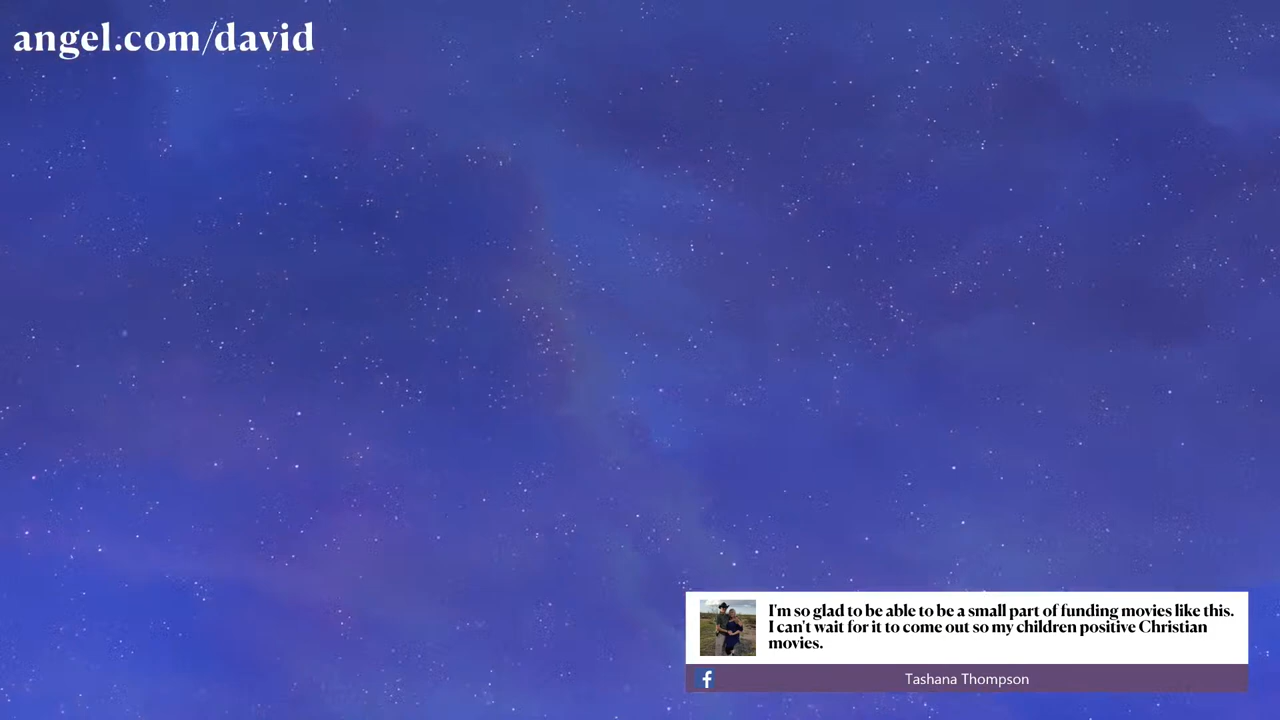 angel.com/david
I'm so glad to be able to be a small part of funding movies like this.
I can't wait for it to come out so my children positive Christian
movies.
Tashana Thompson